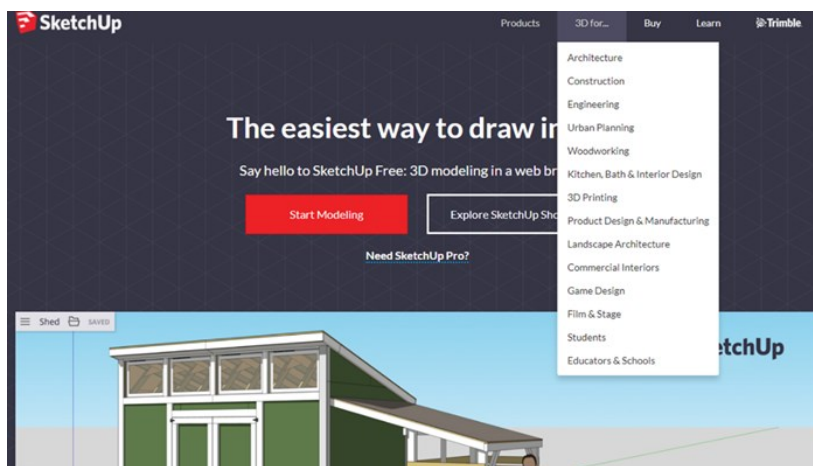 SketchUp
Products 3D for... Buy Learn Trimble
Architecture
Construction
Engineering
Urban Planning
Woodworking
Kitchen, Bath & Interior Design
3D Printing
Product Design & Manufacturing
Landscape Architecture
Commercial Interiors
Game Design
Film & Stage
Students
Educators & Schools
The easiest way to draw in
Say hello to SketchUp Free: 3D modeling in a web br
Start Modeling Explore SketchUp Sho
Need SketchUp Pro?
Shed SAVED
etchUp